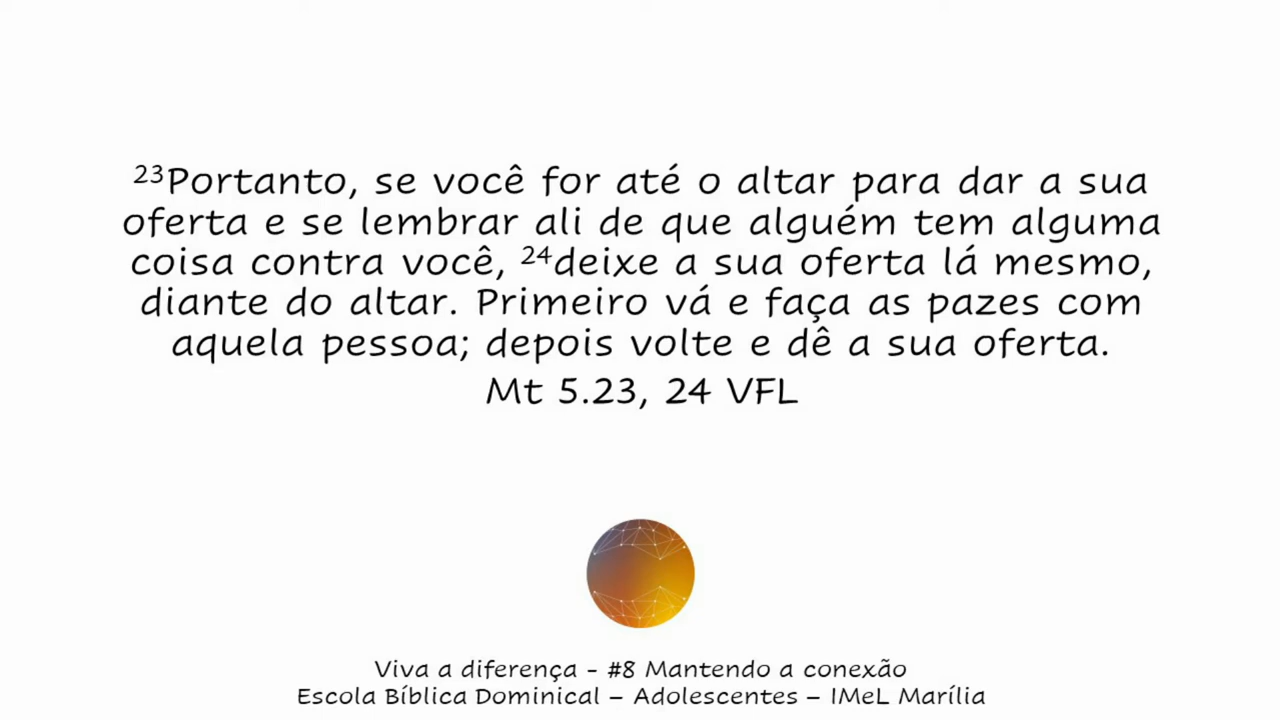 ²³Portanto, se você for até o altar para dar a sua
oferta e se lembrar ali de que alguém tem alguma
coisa contra você, ²⁴deixe a sua oferta lá mesmo,
diante do altar. Primeiro vá e faça as pazes com
aquela pessoa; depois volte e dê a sua oferta.
Mt 5.23, 24 VFL
Viva a diferença - #8 Mantendo a conexão
Escola Bíblica Dominical – Adolescentes – IMeL Marília